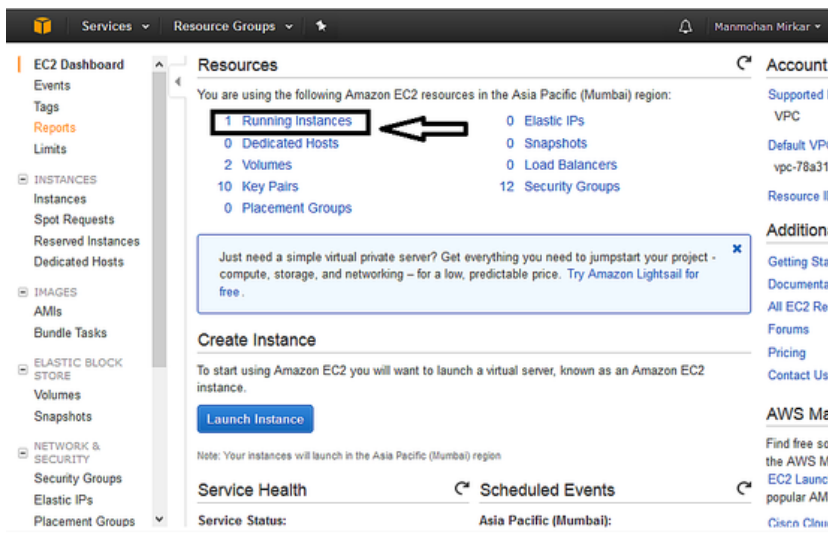 Services
Resource Groups
Manmohan Mirkar
EC2 Dashboard
Events
Tags
Reports
Limits
INSTANCES
Instances
Spot Requests
Reserved Instances
Dedicated Hosts
IMAGES
AMIs
Bundle Tasks
ELASTIC BLOCK
STORE
Volumes
Snapshots
NETWORK &
SECURITY
Security Groups
Elastic IPs
Placement Groups
Resources
You are using the following Amazon EC2 resources in the Asia Pacific (Mumbai) region:
1 Running Instances
0 Dedicated Hosts
2 Volumes
10 Key Pairs
0 Placement Groups
0 Elastic IPs
0 Snapshots
0 Load Balancers
12 Security Groups
Just need a simple virtual private server? Get everything you need to jumpstart your project -
compute, storage, and networking – for a low, predictable price. Try Amazon Lightsail for
free.
Create Instance
To start using Amazon EC2 you will want to launch a virtual server, known as an Amazon EC2
instance.
Launch Instance
Note: Your instances will launch in the Asia Pacific (Mumbai) region
Service Health
Service Status:
Scheduled Events
Asia Pacific (Mumbai):
Account
Supported
VPC
Default VP
vpc-78a31
Resource
Addition
Getting Sta
Documenta
All EC2 Re
Forums
Pricing
Contact Us
AWS Ma
Find free so
the AWS M
EC2 Launc
popular AM
Cisco Clou